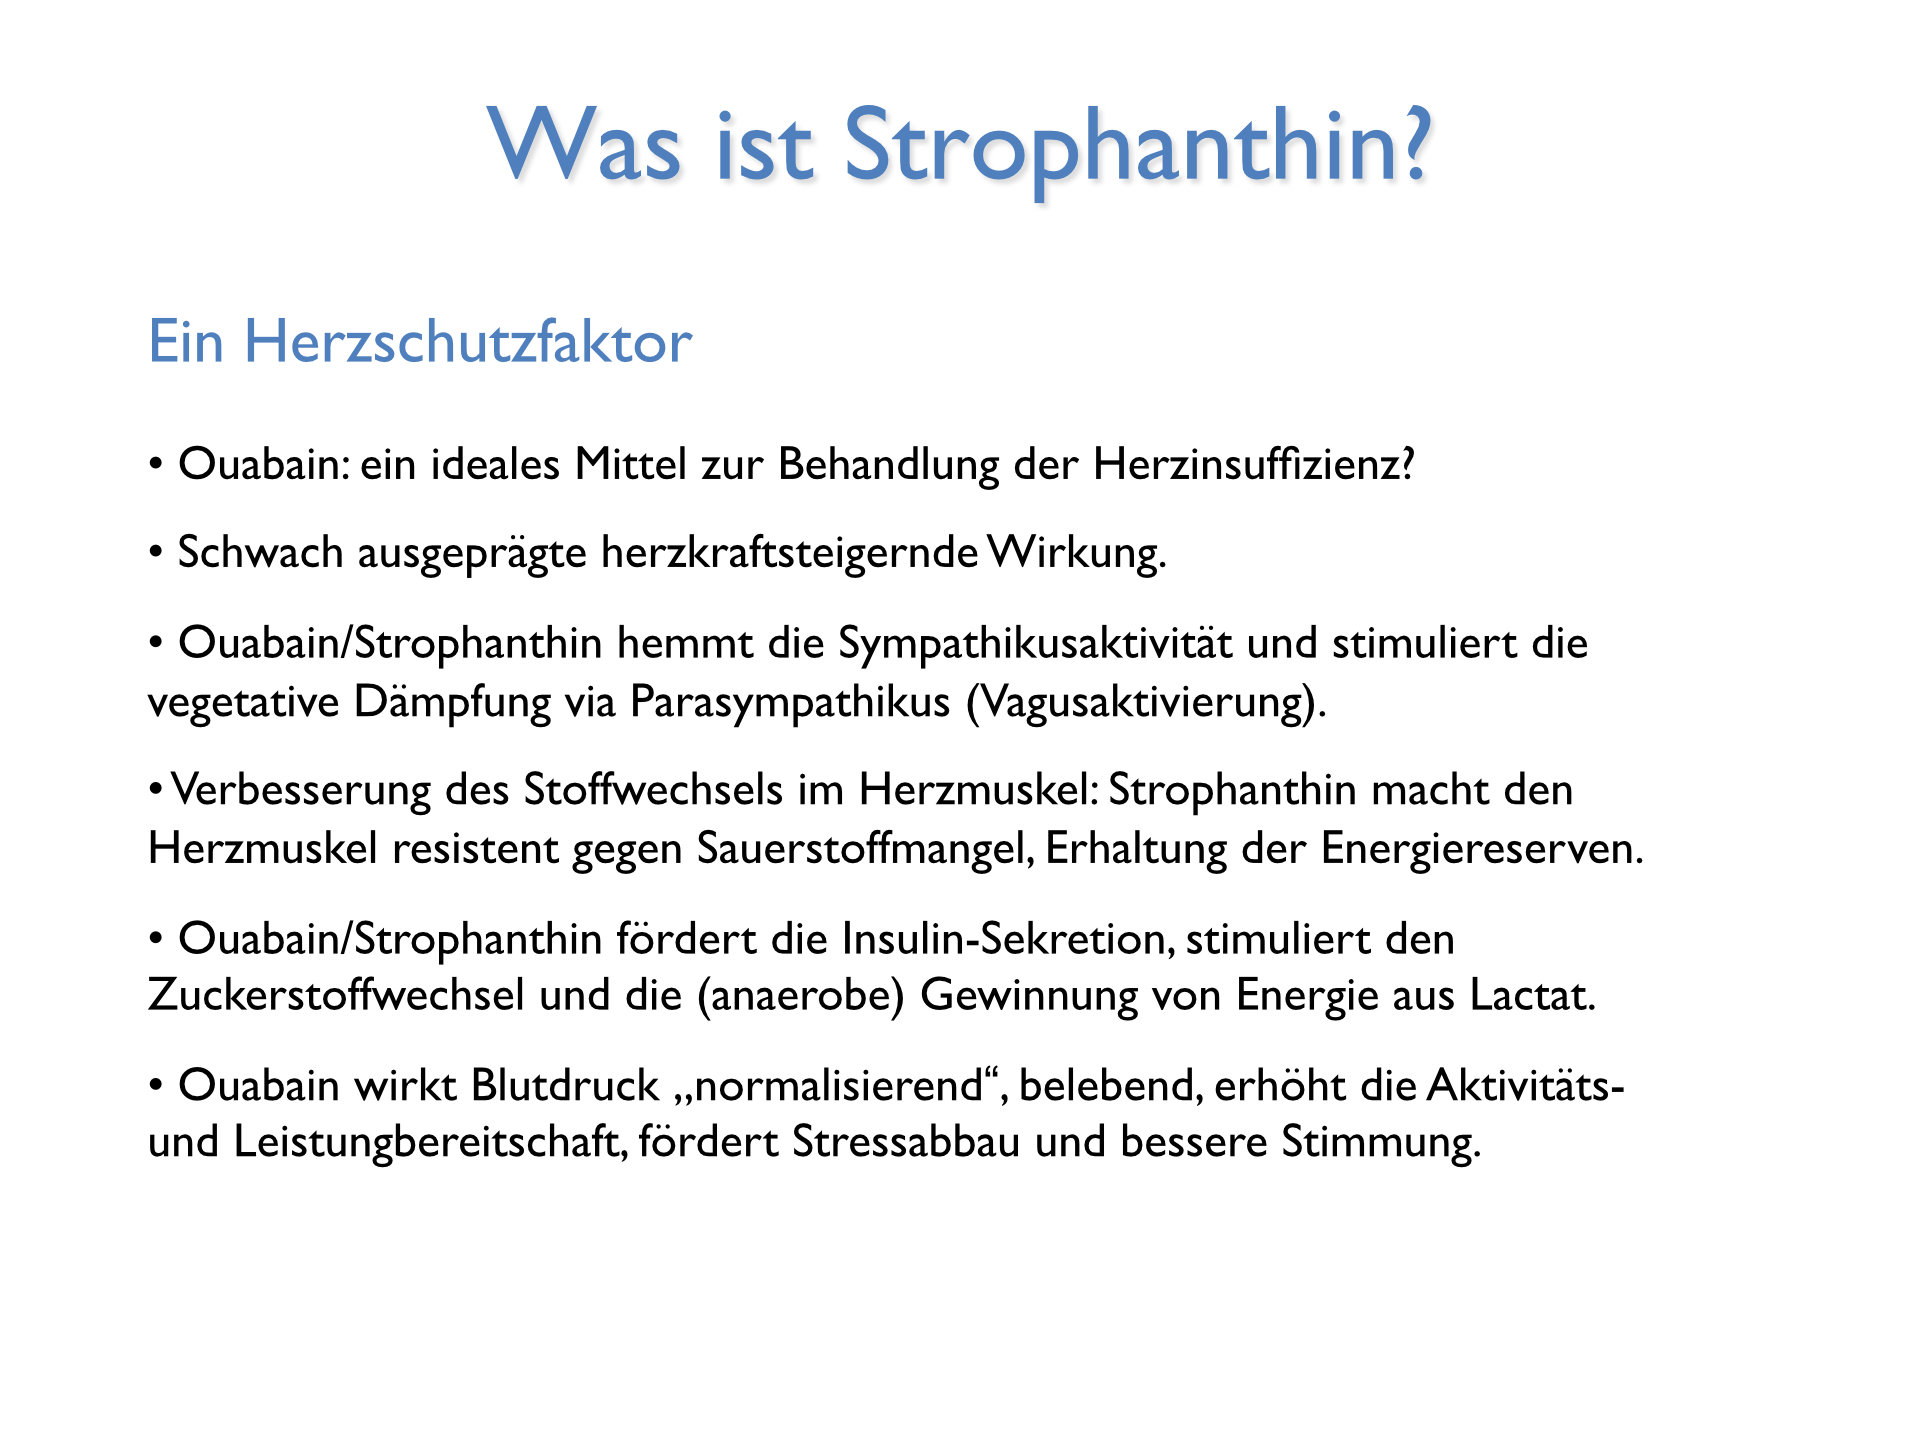 Was ist Strophanthin?
Ein Herzschutzfaktor
• Ouabain: ein ideales Mittel zur Behandlung der Herzinsuffizienz?
• Schwach ausgeprägte herzkraftsteigernde Wirkung.
• Ouabain/Strophanthin hemmt die Sympathikusaktivität und stimuliert die
vegetative Dämpfung via Parasympathikus (Vagusaktivierung).
• Verbesserung des Stoffwechsels im Herzmuskel: Strophanthin macht den
Herzmuskel resistent gegen Sauerstoffmangel, Erhaltung der Energiereserven.
• Ouabain/Strophanthin fördert die Insulin-Sekretion, stimuliert den
Zuckerstoffwechsel und die (anaerobe) Gewinnung von Energie aus Lactat.
• Ouabain wirkt Blutdruck „normalisierend“, belebend, erhöht die Aktivitäts-
und Leistungbereitschaft, fördert Stressabbau und bessere Stimmung.